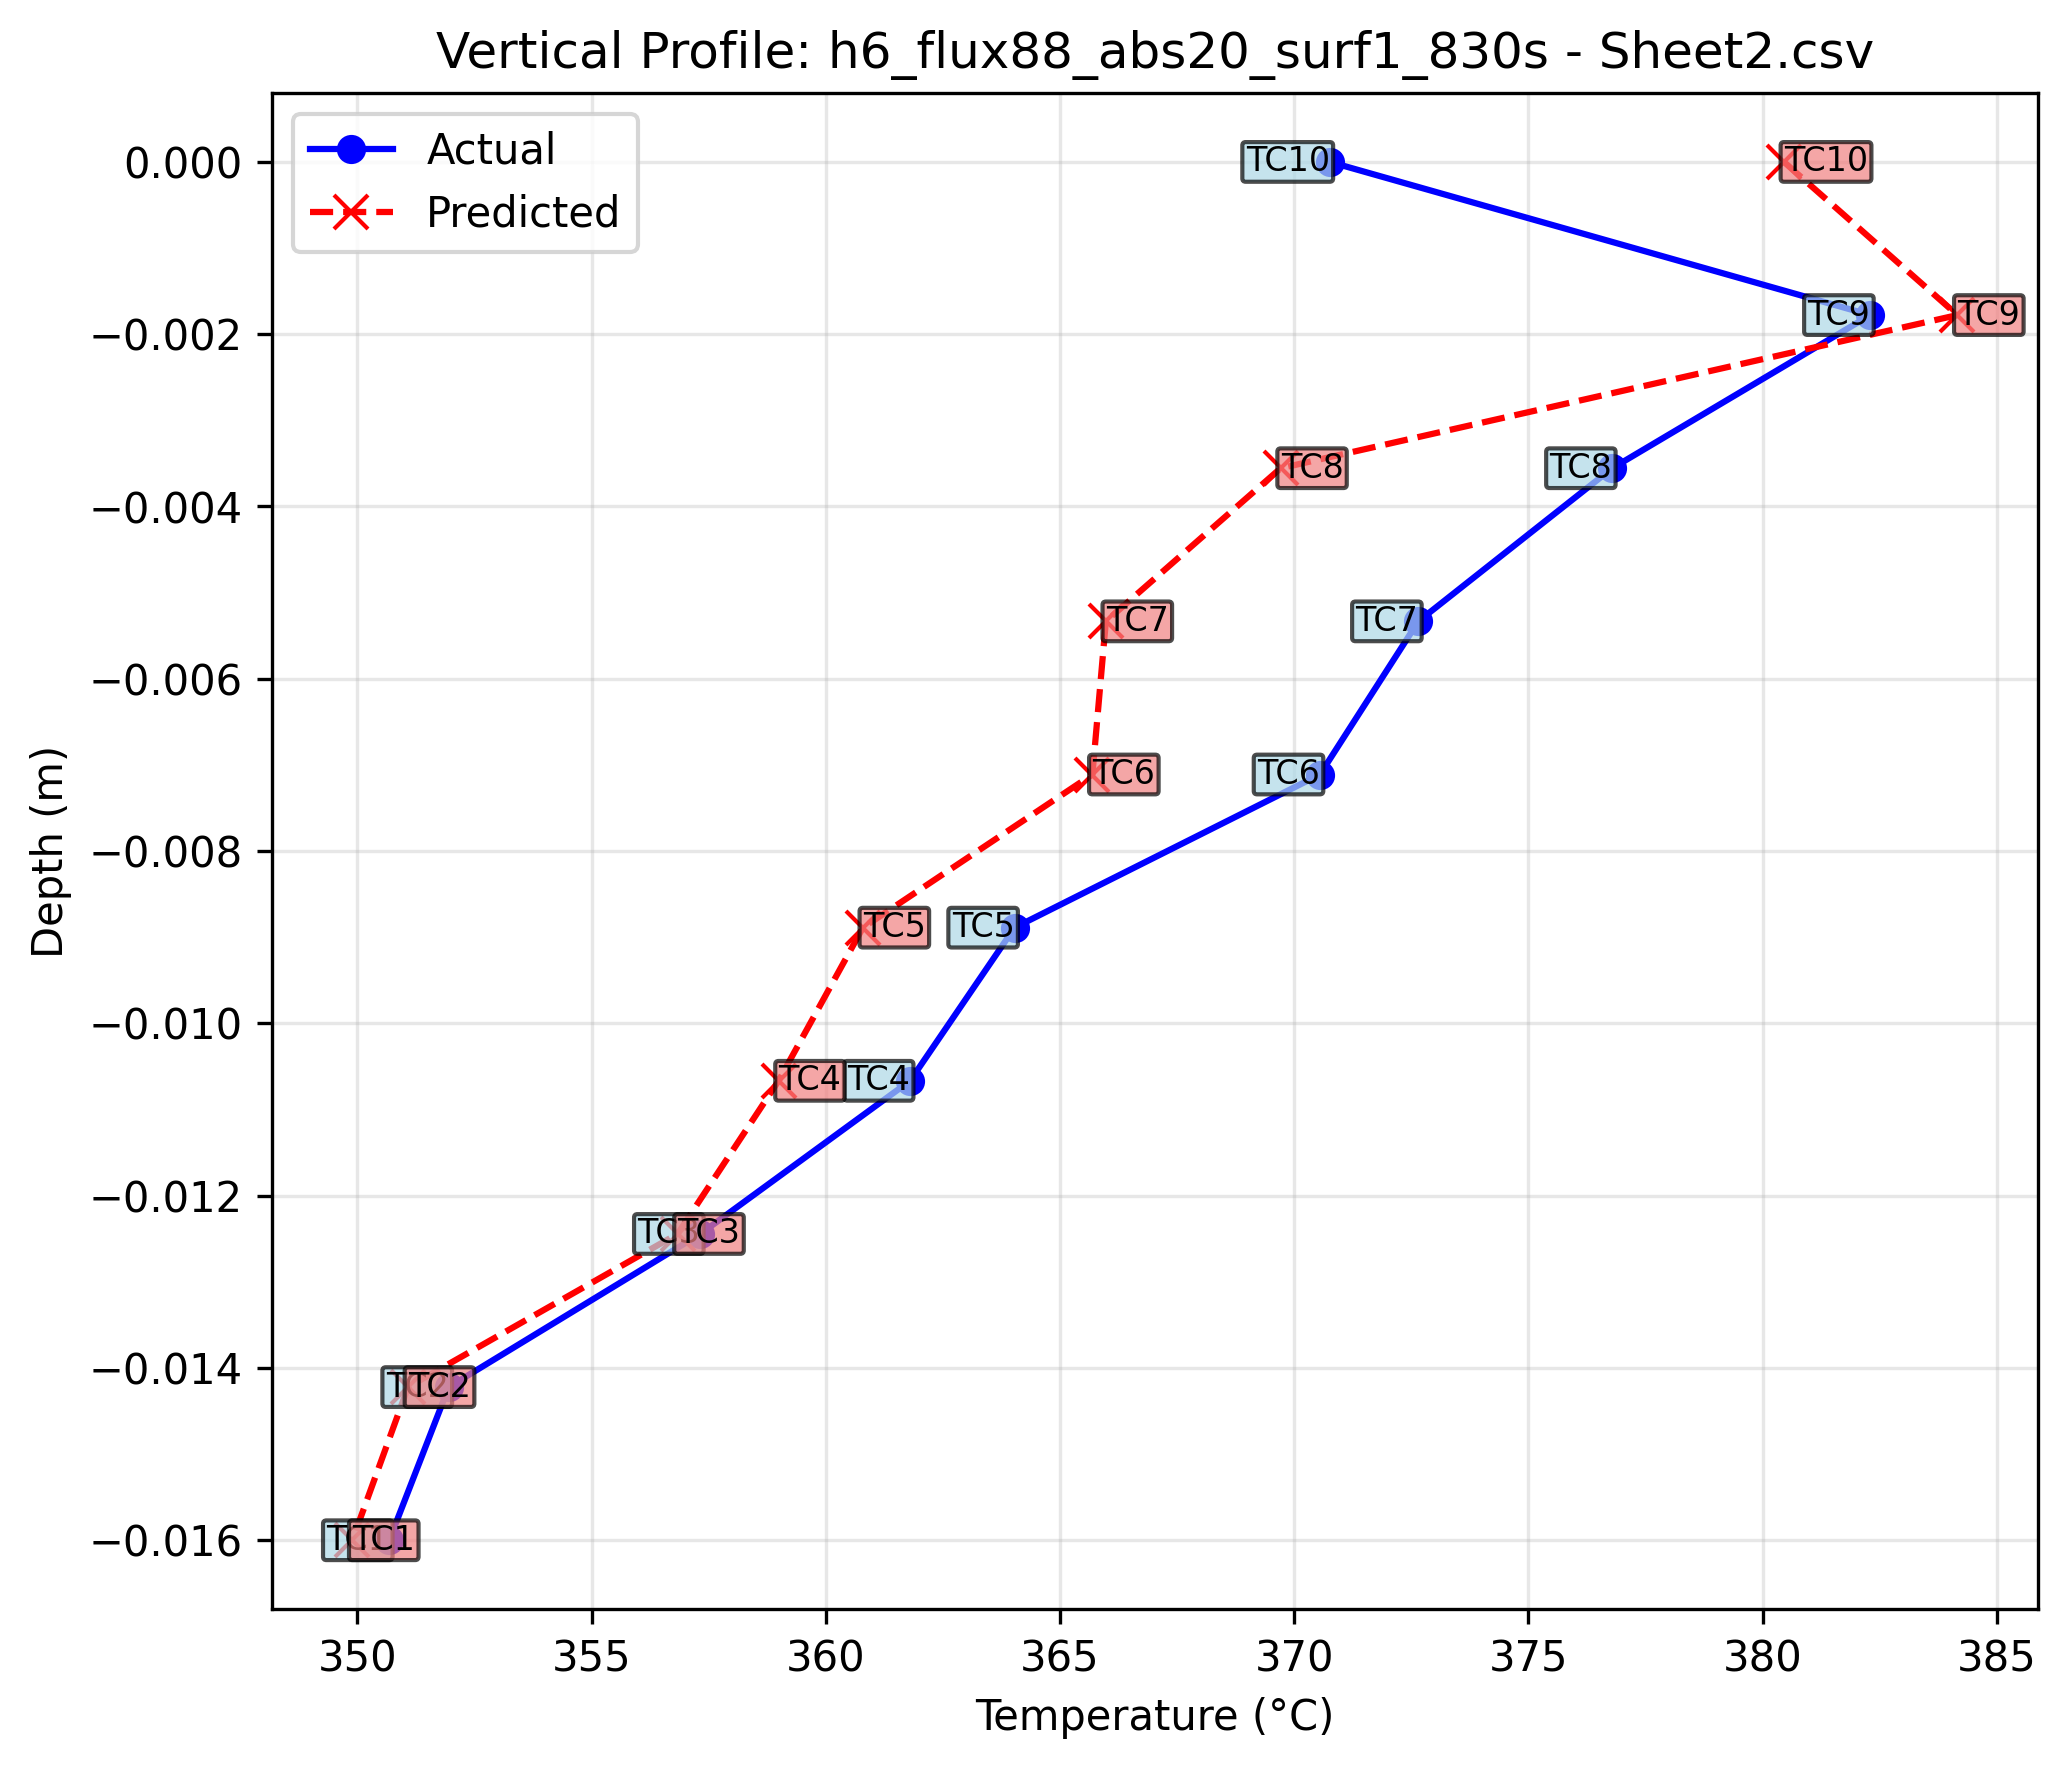 Vertical Profile: h6_flux88_abs20_surf1_830s - Sheet2.csv
Actual
Predicted
0.000
−0.002
−0.004
−0.006
−0.008
−0.010
−0.012
−0.014
−0.016
Depth (m)
TC10
TC10
TC9
TC9
TC8
TC8
TC7
TC7
TC6
TC6
TC5
TC5
TC4
TC4
TC3
TC3
TC2
TC1
350
355
360
365
370
375
380
385
Temperature (°C)